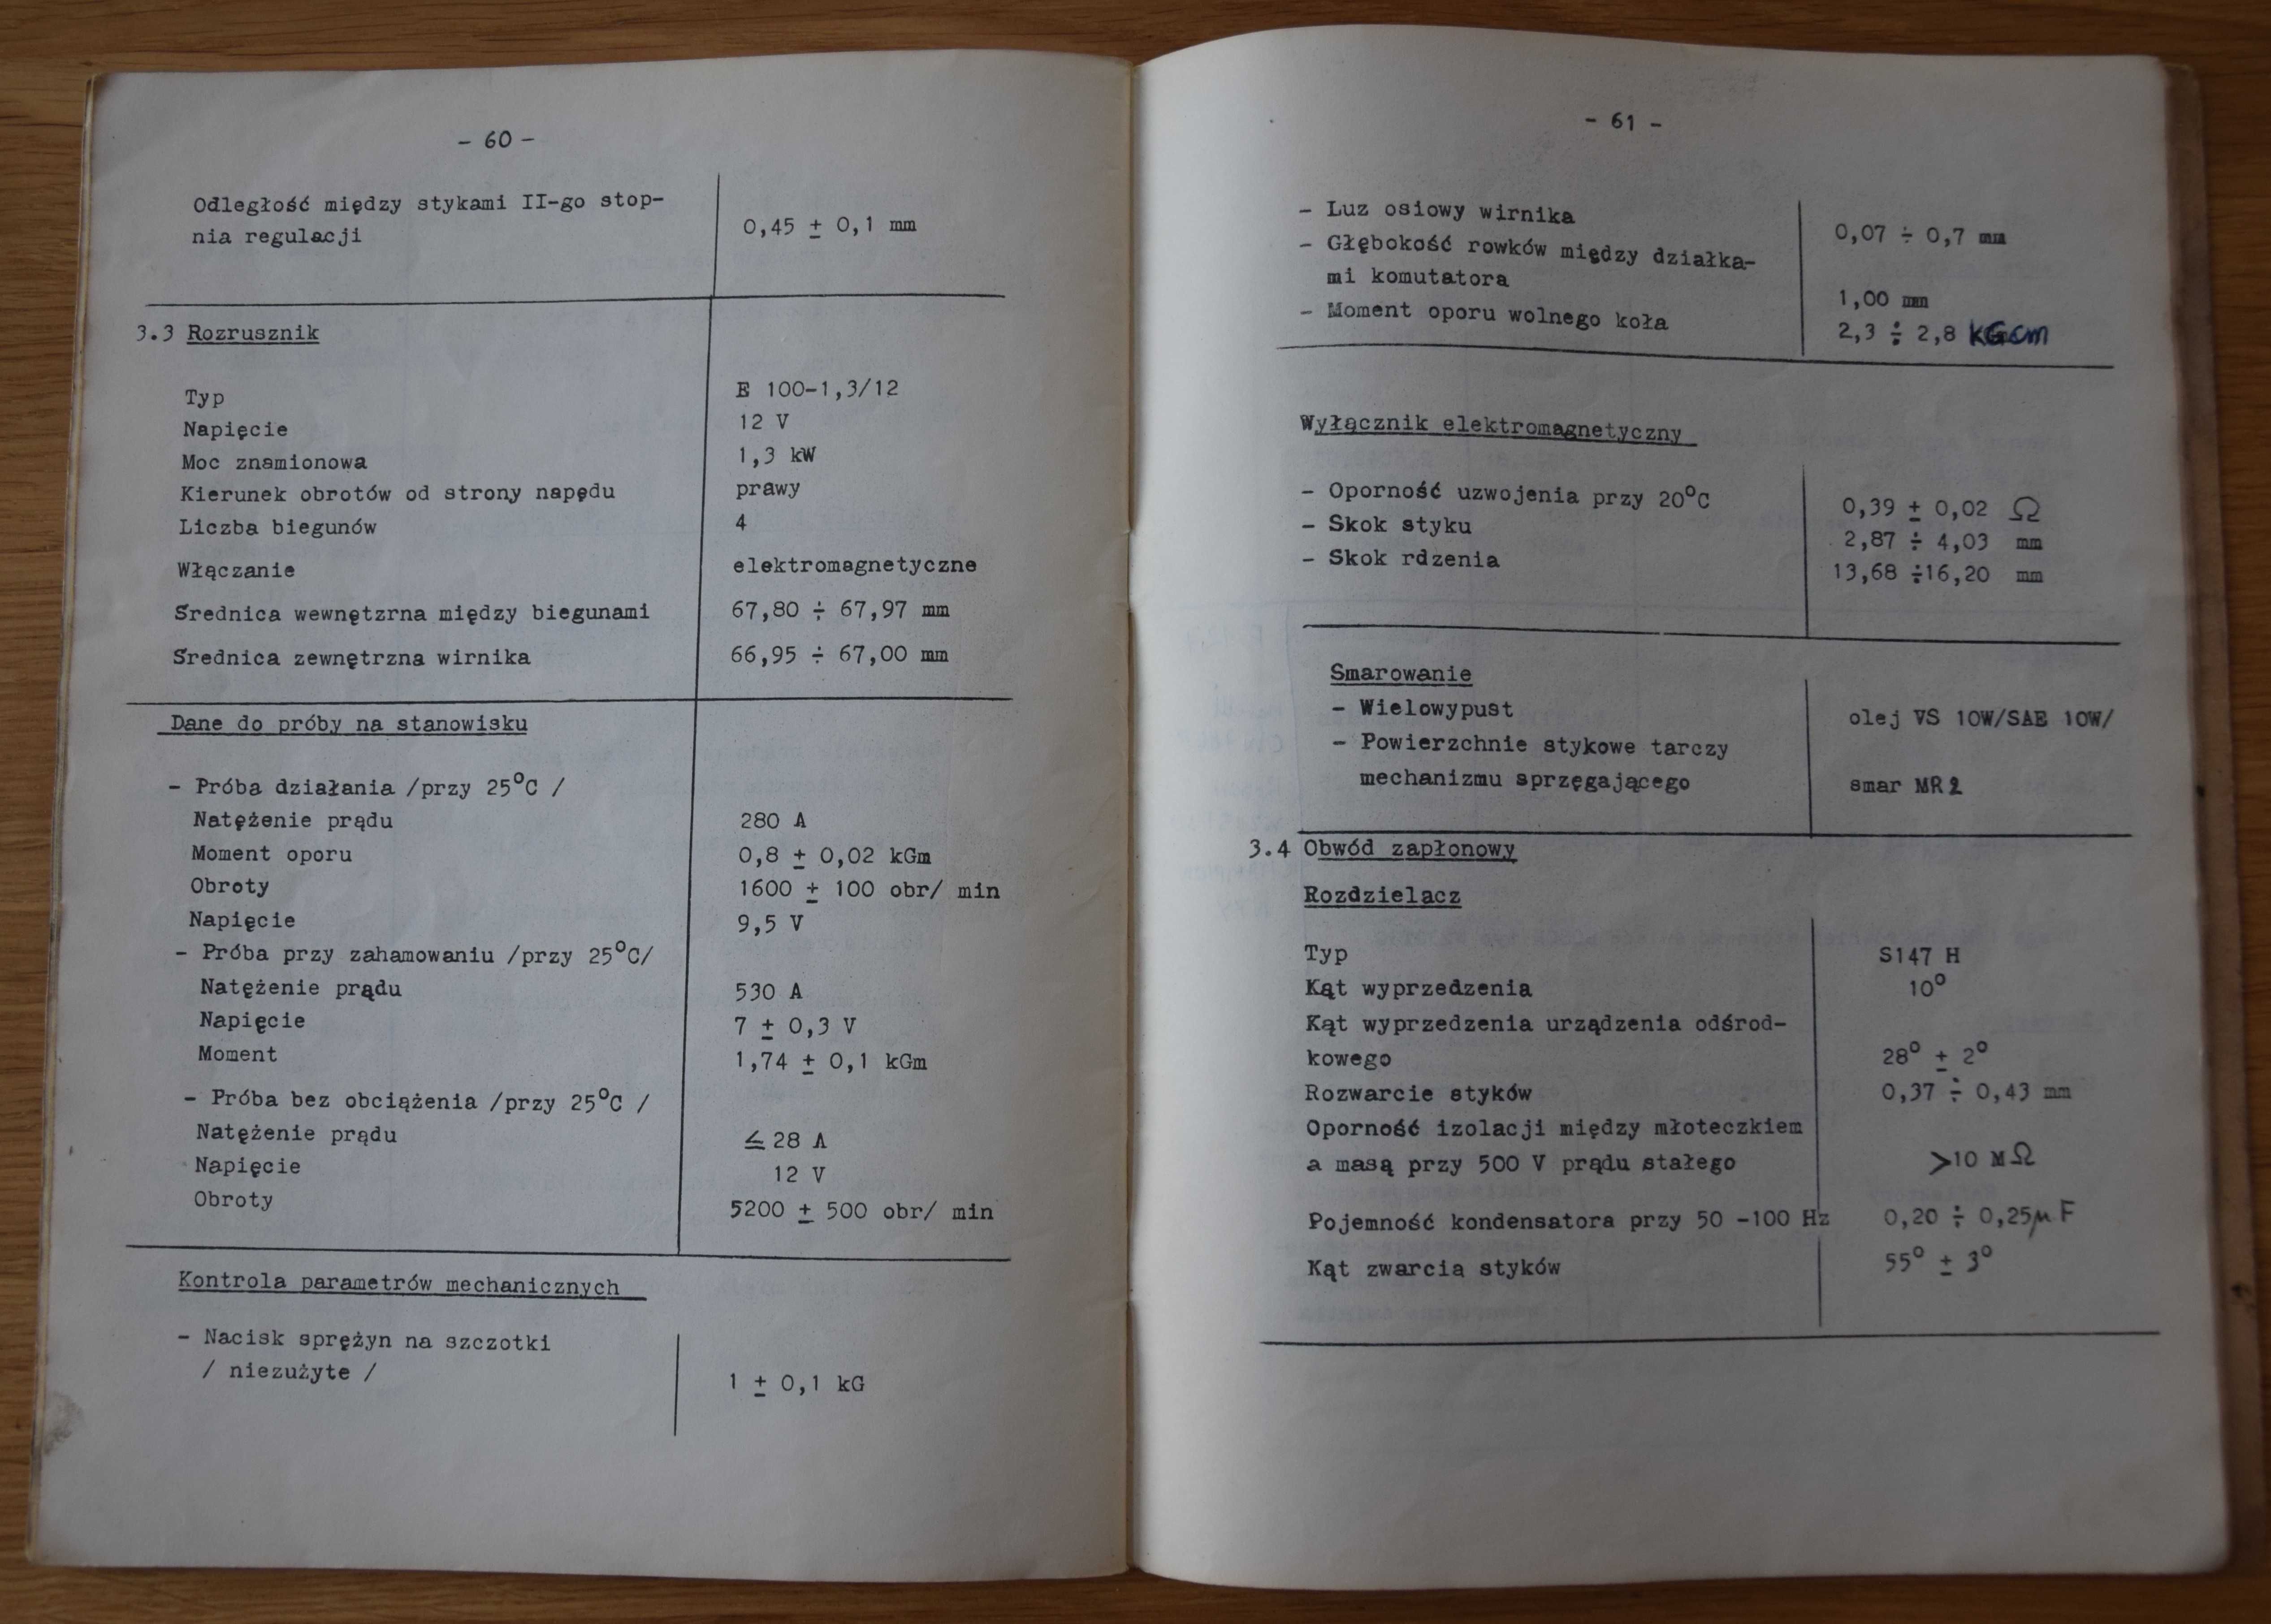 - 60 -
Odległość między stykami II-go stop-
nia regulacji 0,45 ± 0,1 mm
3.3 Rozrusznik
Typ E 100-1,3/12
Napięcie 12 V
Moc znamionowa 1,3 kW
Kierunek obrotów od strony napędu prawy
Liczba biegunów 4
Włączanie elektromagnetyczne
Srednica wewnętzrna między biegunami 67,80 ÷ 67,97 mm
Srednica zewnętrzna wirnika 66,95 ÷ 67,00 mm
Dane do próby na stanowisku
- Próba działania /przy 25°C /
Natężenie prądu 280 A
Moment oporu 0,8 ± 0,02 kGm
Obroty 1600 ± 100 obr/ min
Napięcie 9,5 V
- Próba przy zahamowaniu /przy 25°C/
Natężenie prądu 530 A
Napięcie 7 ± 0,3 V
Moment 1,74 ± 0,1 kGm
- Próba bez obciążenia /przy 25°C /
Natężenie prądu ≤ 28 A
Napięcie 12 V
Obroty 5200 ± 500 obr/ min
Kontrola parametrów mechanicznych
- Nacisk sprężyn na szczotki
/ niezużyte / 1 ± 0,1 kG
- 61 -
- Luz osiowy wirnika 0,07 ÷ 0,7 mm
- Głębokość rowków między działka-
mi komutatora 1,00 mm
- Moment oporu wolnego koła 2,3 ÷ 2,8 kGcm
Wyłącznik elektromagnetyczny
- Oporność uzwojenia przy 20°C 0,39 ± 0,02 Ω
- Skok styku 2,87 ÷ 4,03 mm
- Skok rdzenia 13,68 ÷16,20 mm
Smarowanie
- Wielowypust olej VS 10W/SAE 10W/
- Powierzchnie stykowe tarczy
mechanizmu sprzęgającego smar MR2
3.4 Obwód zapłonowy
Rozdzielacz
Typ S147 H
Kąt wyprzedzenia 10°
Kąt wyprzedzenia urządzenia odśrod-
kowego 28° ± 2°
Rozwarcie styków 0,37 ÷ 0,43 mm
Oporność izolacji między młoteczkiem
a masą przy 500 V prądu stałego >10 MΩ
Pojemność kondensatora przy 50 -100 Hz 0,20 ÷ 0,25μF
Kąt zwarcia styków 55° ± 3°